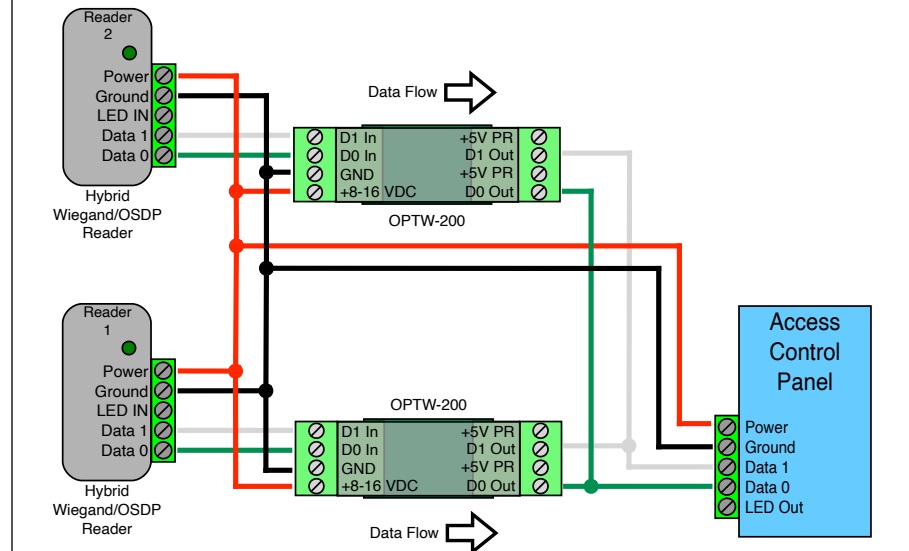 Reader
2
Power
Ground
LED IN
Data 1
Data 0
Hybrid
Wiegand/OSDP
Reader
Data Flow
D1 In
+5V PR
D0 In
D1 Out
GND
+5V PR
+8-16 VDC
D0 Out
OPTW-200
Reader
1
Power
Ground
LED IN
Data 1
Data 0
Hybrid
Wiegand/OSDP
Reader
OPTW-200
D1 In
+5V PR
D0 In
D1 Out
GND
+5V PR
+8-16 VDC
D0 Out
Data Flow
Access
Control
Panel
Power
Ground
Data 1
Data 0
LED Out